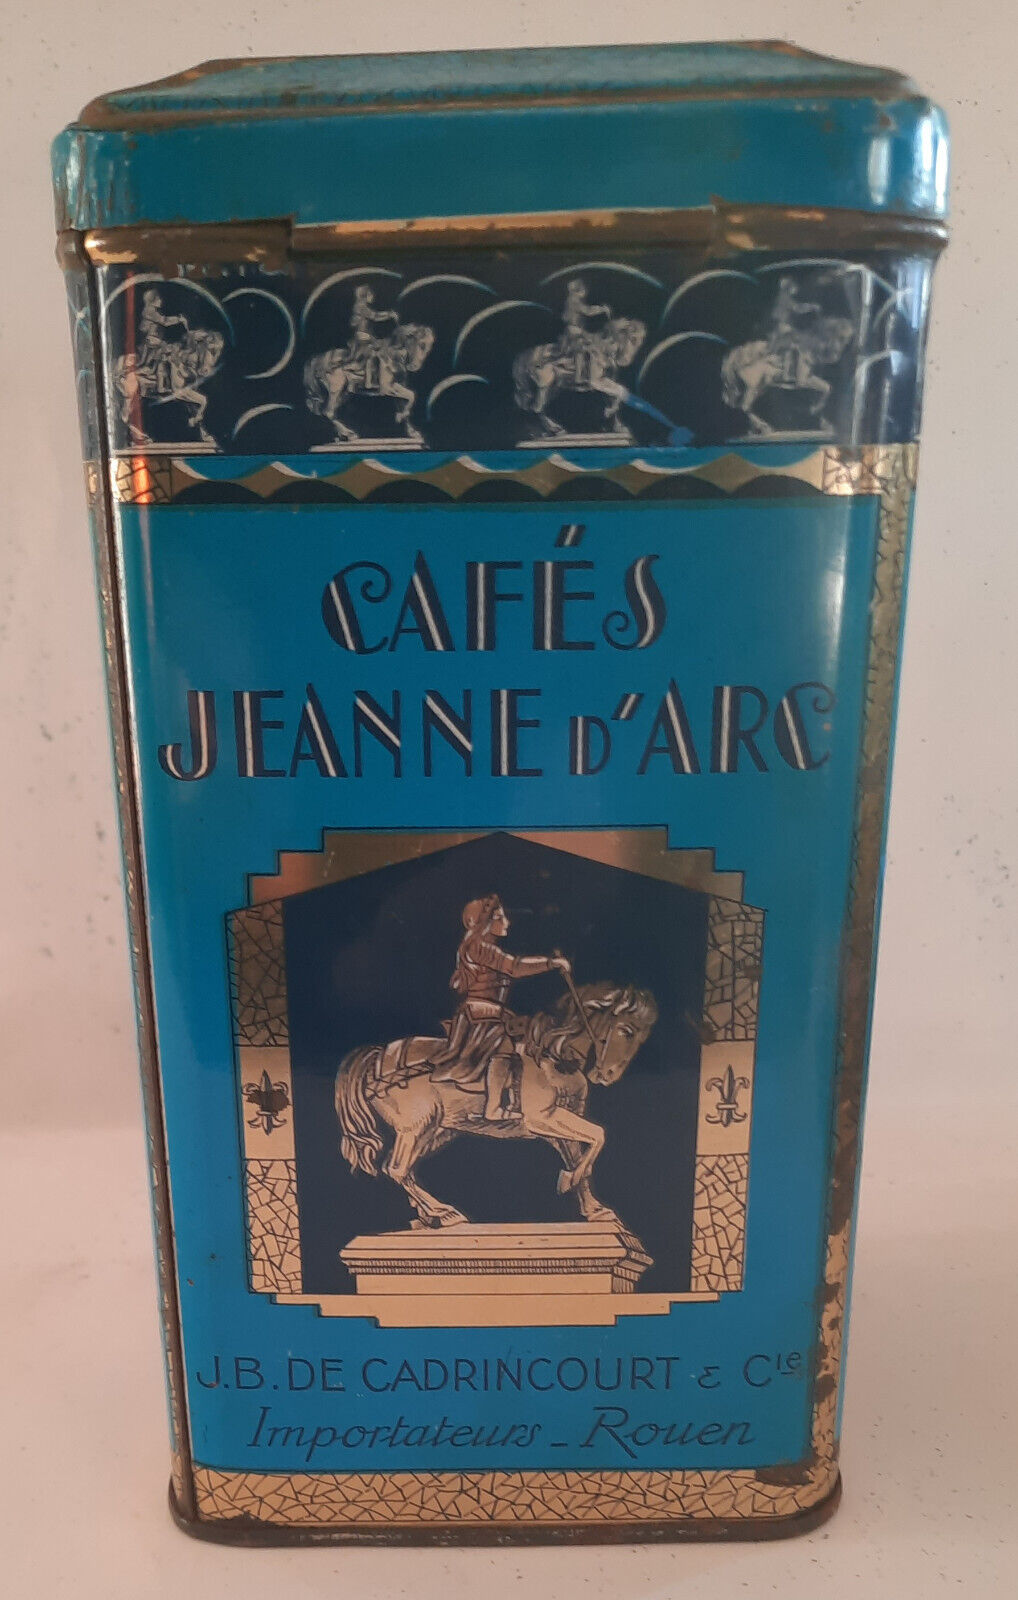 CAFÉS
JEANNE D'ARC
J.B. DE CADRINCOURT & Cie
Importateurs - Rouen